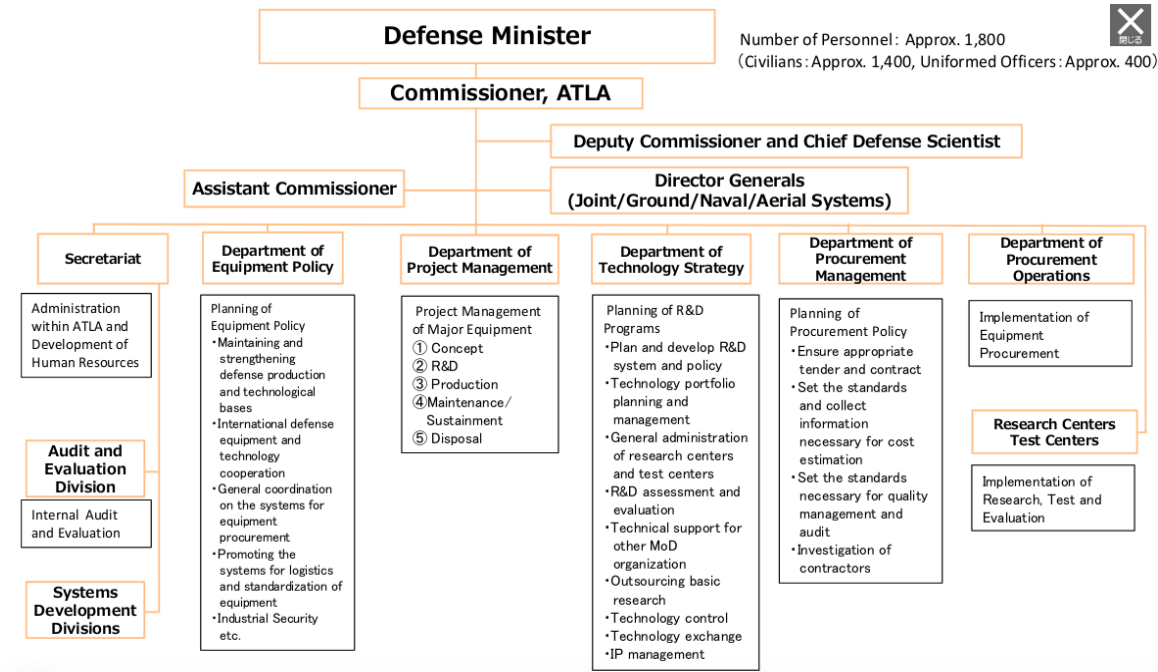 Defense Minister
Number of Personnel: Approx. 1,800
(Civilians: Approx. 1,400, Uniformed Officers: Approx. 400)
閉じる
Commissioner, ATLA
Deputy Commissioner and Chief Defense Scientist
Assistant Commissioner
Director Generals
(Joint/Ground/Naval/Aerial Systems)
Secretariat
Administration
within ATLA and
Development of
Human Resources
Audit and
Evaluation
Division
Internal Audit
and Evaluation
Systems
Development
Divisions
Department of
Equipment Policy
Planning of
Equipment Policy
・Maintaining and
strengthening
defense production
and technological
bases
・International defense
equipment and
technology
cooperation
・General coordination
on the systems for
equipment
procurement
・Promoting the
systems for logistics
and standardization of
equipment
・Industrial Security
etc.
Department of
Project Management
Project Management
of Major Equipment
① Concept
② R&D
③ Production
④Maintenance/
Sustainment
⑤ Disposal
Department of
Technology Strategy
Planning of R&D
Programs
・Plan and develop R&D
system and policy
・Technology portfolio
planning and
management
・General administration
of research centers
and test centers
・R&D assessment and
evaluation
・Technical support for
other MoD
organization
・Outsourcing basic
research
・Technology control
・Technology exchange
・IP management
Department of
Procurement
Management
Planning of
Procurement Policy
・Ensure appropriate
tender and contract
・Set the standards
and collect
information
necessary for cost
estimation
・Set the standards
necessary for quality
management and
audit
・Investigation of
contractors
Department of
Procurement
Operations
Implementation of
Equipment
Procurement
Research Centers
Test Centers
Implementation of
Research, Test and
Evaluation